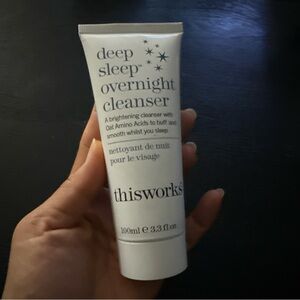 deep
sleep™
overnight
cleanser
A brightening cleanser with
Oat Amino Acids to buff and
smooth whilst you sleep.
nettoyant de nuit
pour le visage
thisworks
100ml e 3.3 fl.oz.